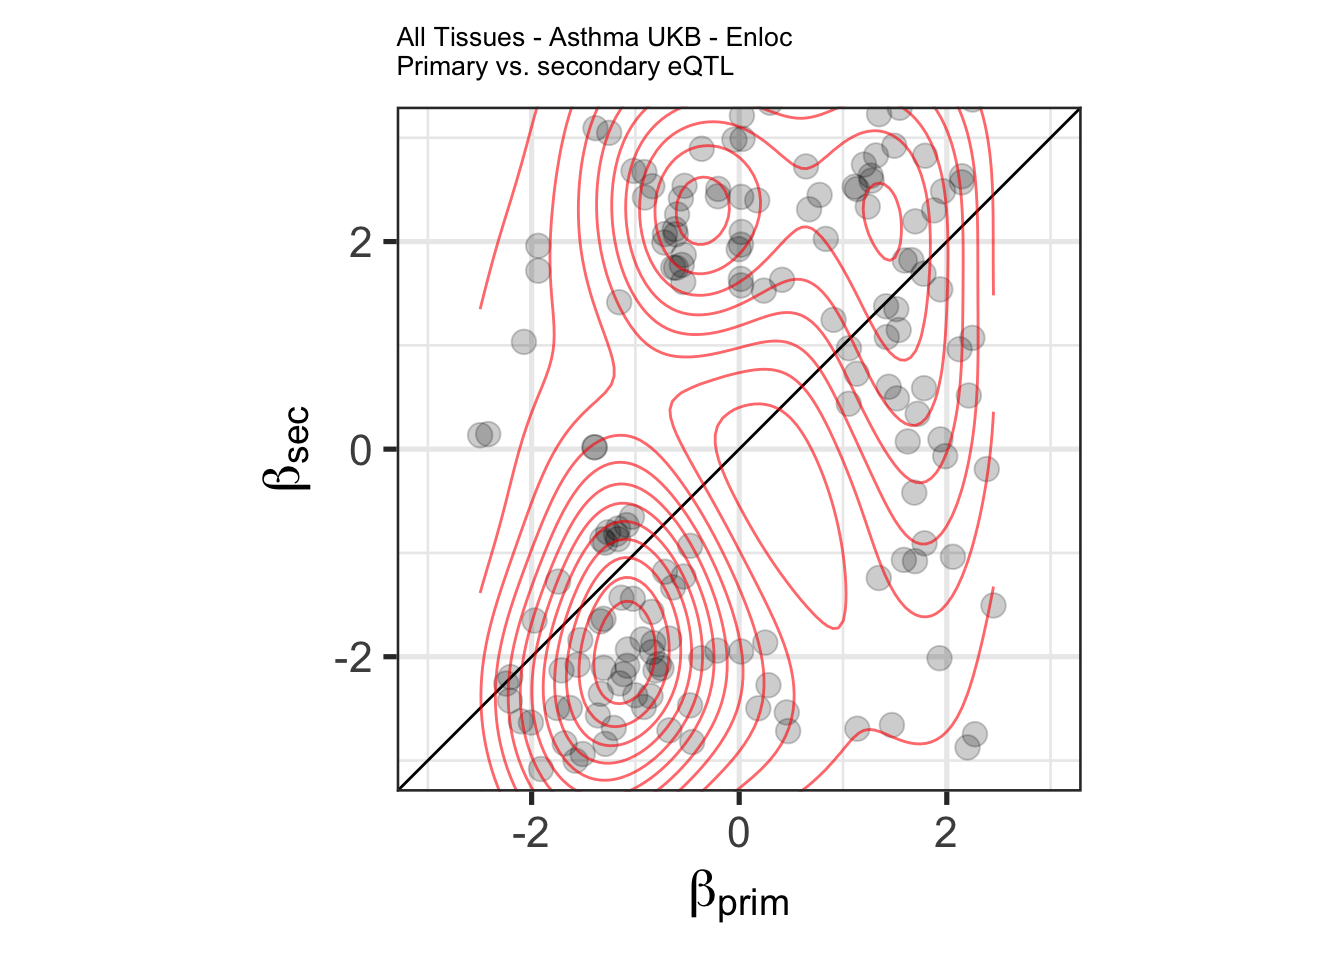 All Tissues - Asthma UKB - Enloc
Primary vs. secondary eQTL
2
0
-2
βsec
-2 0 2
βprim